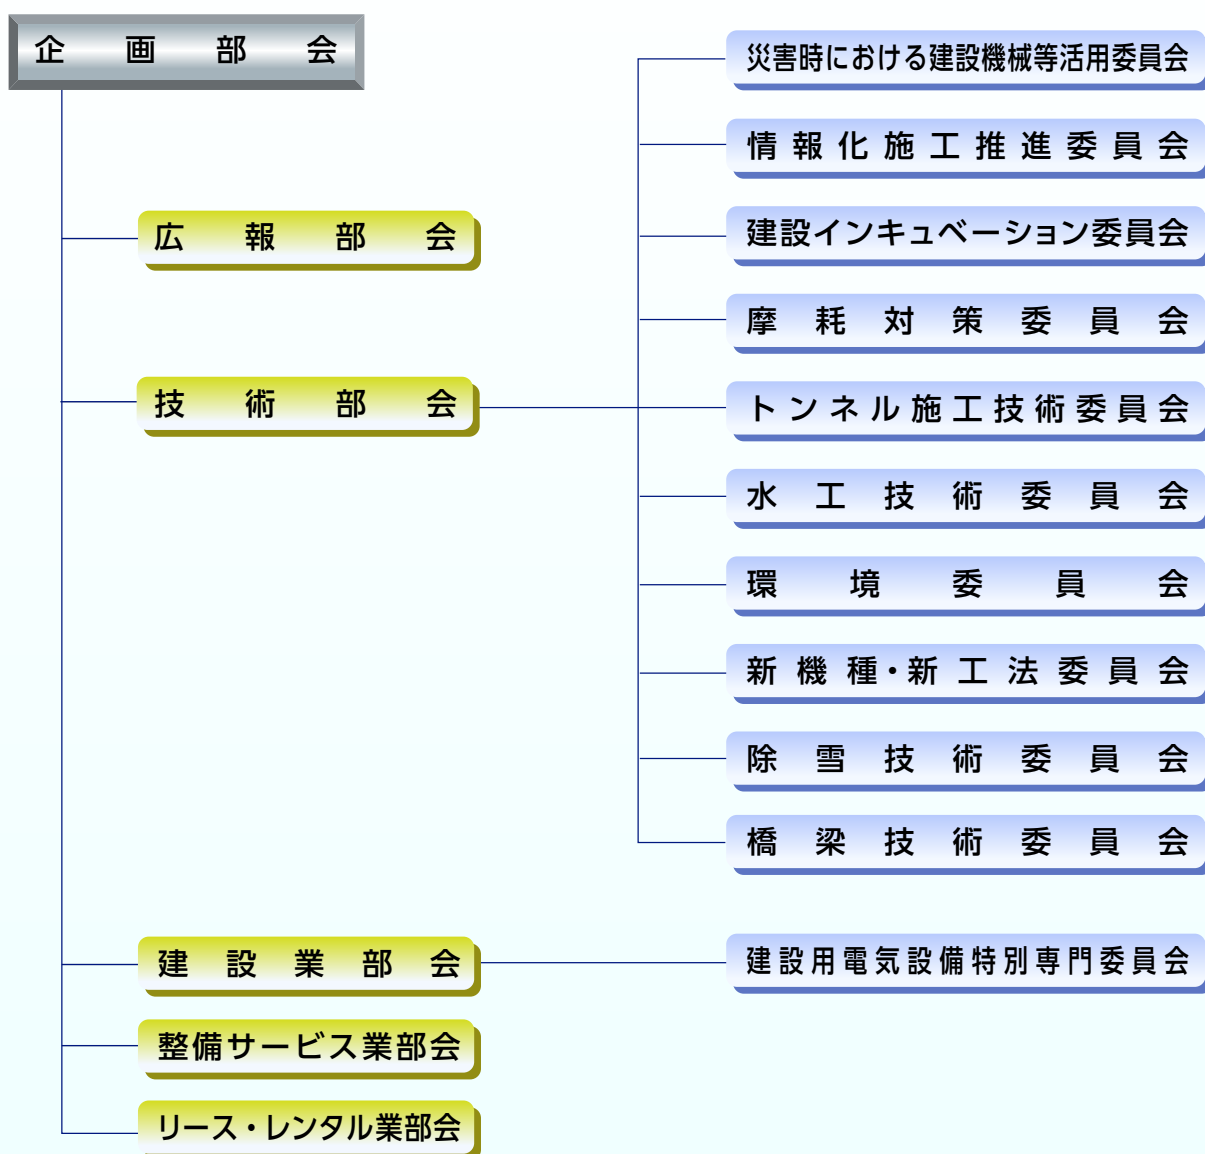 企画部会
広報部会
技術部会
災害時における建設機械等活用委員会
情報化施工推進委員会
建設インキュベーション委員会
摩耗対策委員会
トンネル施工技術委員会
水工技術委員会
環境委員会
新機種・新工法委員会
除雪技術委員会
橋梁技術委員会
建設業部会
建設用電気設備特別専門委員会
整備サービス業部会
リース・レンタル業部会